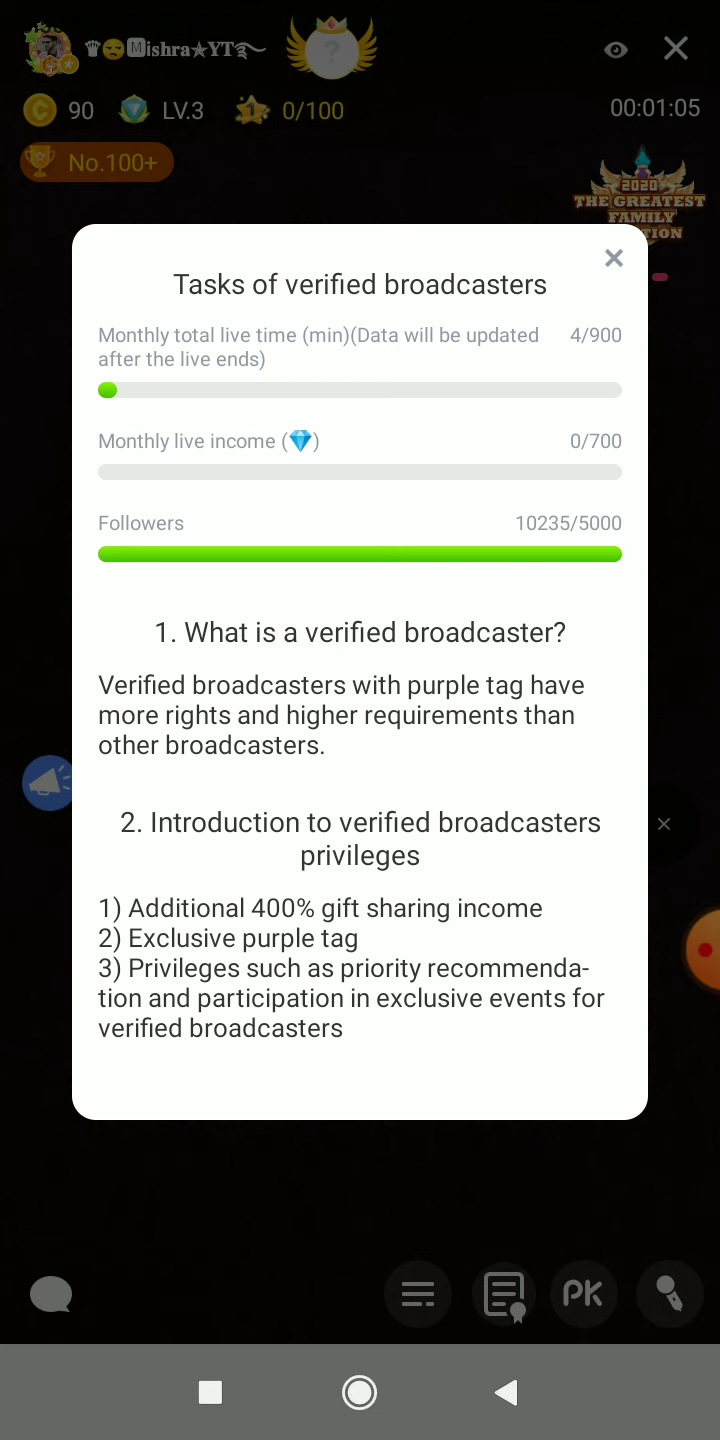 ♛😒🅼ishra✯YT࿐
?
90 LV.3 0/100 00:01:05
No.100+
2020
THE GREATEST
FAMILY
TION
Tasks of verified broadcasters
Monthly total live time (min)(Data will be updated 4/900
after the live ends)
Monthly live income (💎) 0/700
Followers 10235/5000
1. What is a verified broadcaster?
Verified broadcasters with purple tag have
more rights and higher requirements than
other broadcasters.
2. Introduction to verified broadcasters
privileges
1) Additional 400% gift sharing income
2) Exclusive purple tag
3) Privileges such as priority recommenda-
tion and participation in exclusive events for
verified broadcasters
PK